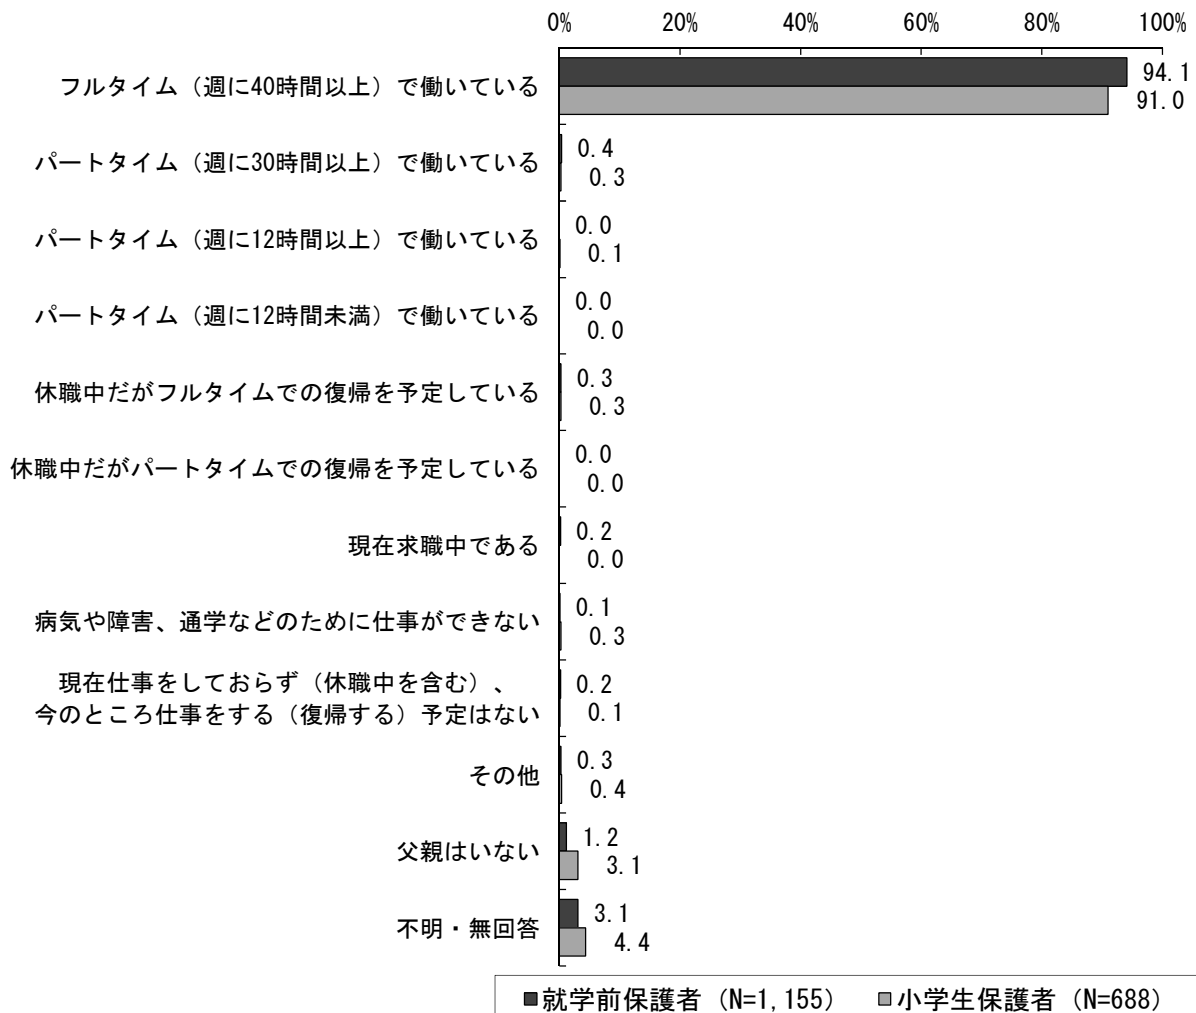 0% 20% 40% 60% 80% 100%
フルタイム（週に40時間以上）で働いている 94.1
91.0
パートタイム（週に30時間以上）で働いている 0.4
0.3
パートタイム（週に12時間以上）で働いている 0.0
0.1
パートタイム（週に12時間未満）で働いている 0.0
0.0
休職中だがフルタイムでの復帰を予定している 0.3
0.3
休職中だがパートタイムでの復帰を予定している 0.0
0.0
現在求職中である 0.2
0.0
病気や障害、通学などのために仕事ができない 0.1
0.3
現在仕事をしておらず（休職中を含む）、 0.2
今のところ仕事をする（復帰する）予定はない 0.1
その他 0.3
0.4
父親はいない 1.2
3.1
不明・無回答 3.1
4.4
■就学前保護者（N=1,155） ■小学生保護者（N=688）